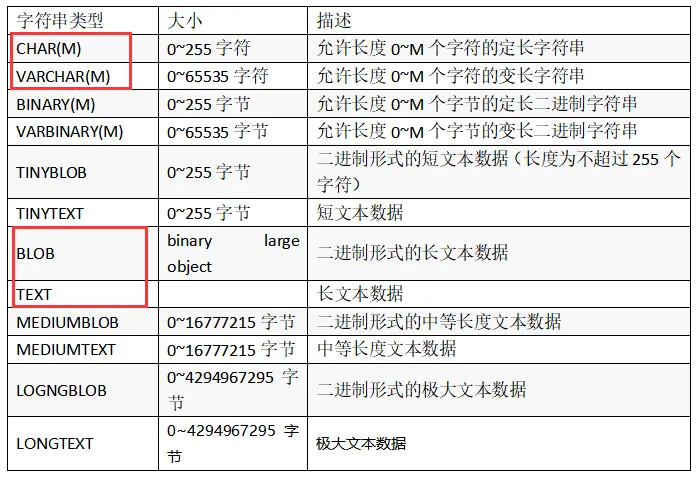 字符串类型 大小 描述
CHAR(M) 0~255 字符 允许长度 0~M 个字符的定长字符串
VARCHAR(M) 0~65535 字符 允许长度 0~M 个字符的变长字符串
BINARY(M) 0~255 字节 允许长度 0~M 个字节的定长二进制字符串
VARBINARY(M) 0~65535 字节 允许长度 0~M 个字节的变长二进制字符串
TINYBLOB 0~255 字节 二进制形式的短文本数据（长度为不超过 255 个
字符）
TINYTEXT 0~255 字节 短文本数据
BLOB binary large
object 二进制形式的长文本数据
TEXT 长文本数据
MEDIUMBLOB 0~16777215 字节 二进制形式的中等长度文本数据
MEDIUMTEXT 0~16777215 字节 中等长度文本数据
LOGNGBLOB 0~4294967295 字
节 二进制形式的极大文本数据
LONGTEXT 0~4294967295 字
节 极大文本数据